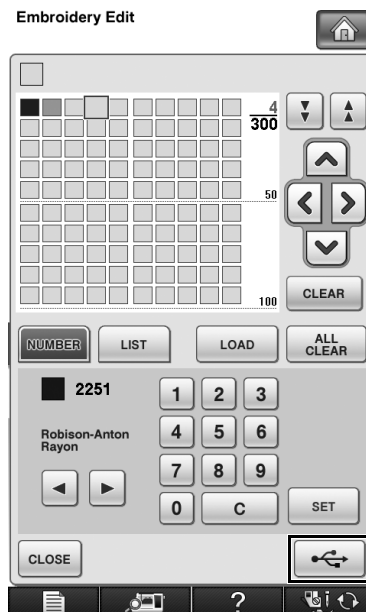 Embroidery Edit
4
300
50
100
CLEAR
NUMBER LIST LOAD ALL CLEAR
2251
Robison-Anton
Rayon
1 2 3
4 5 6
7 8 9
0 C SET
CLOSE
?
i